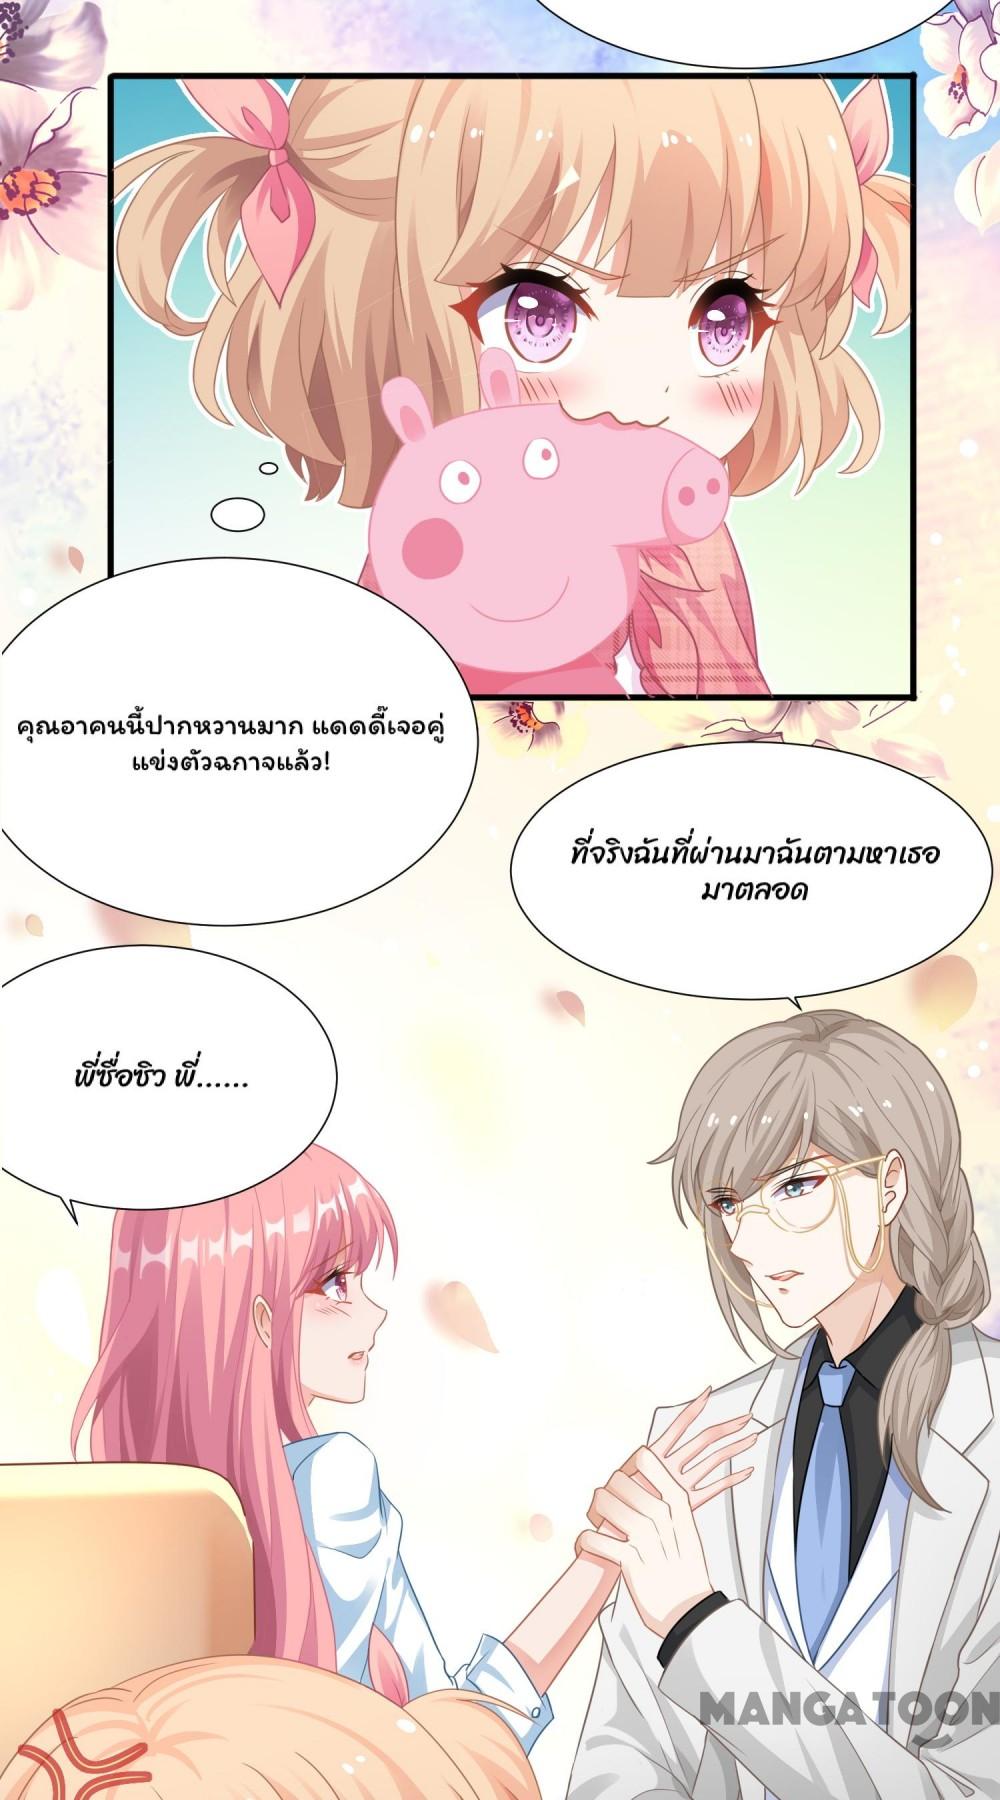 คุณอาคนนี้ปากหวานมาก แดดดี๊เจอคู่
แข่งตัวฉกาจแล้ว!
ที่จริงฉันที่ผ่านมาฉันตามหาเธอ
มาตลอด
พี่ซือซิว พี่......
MANGATOON